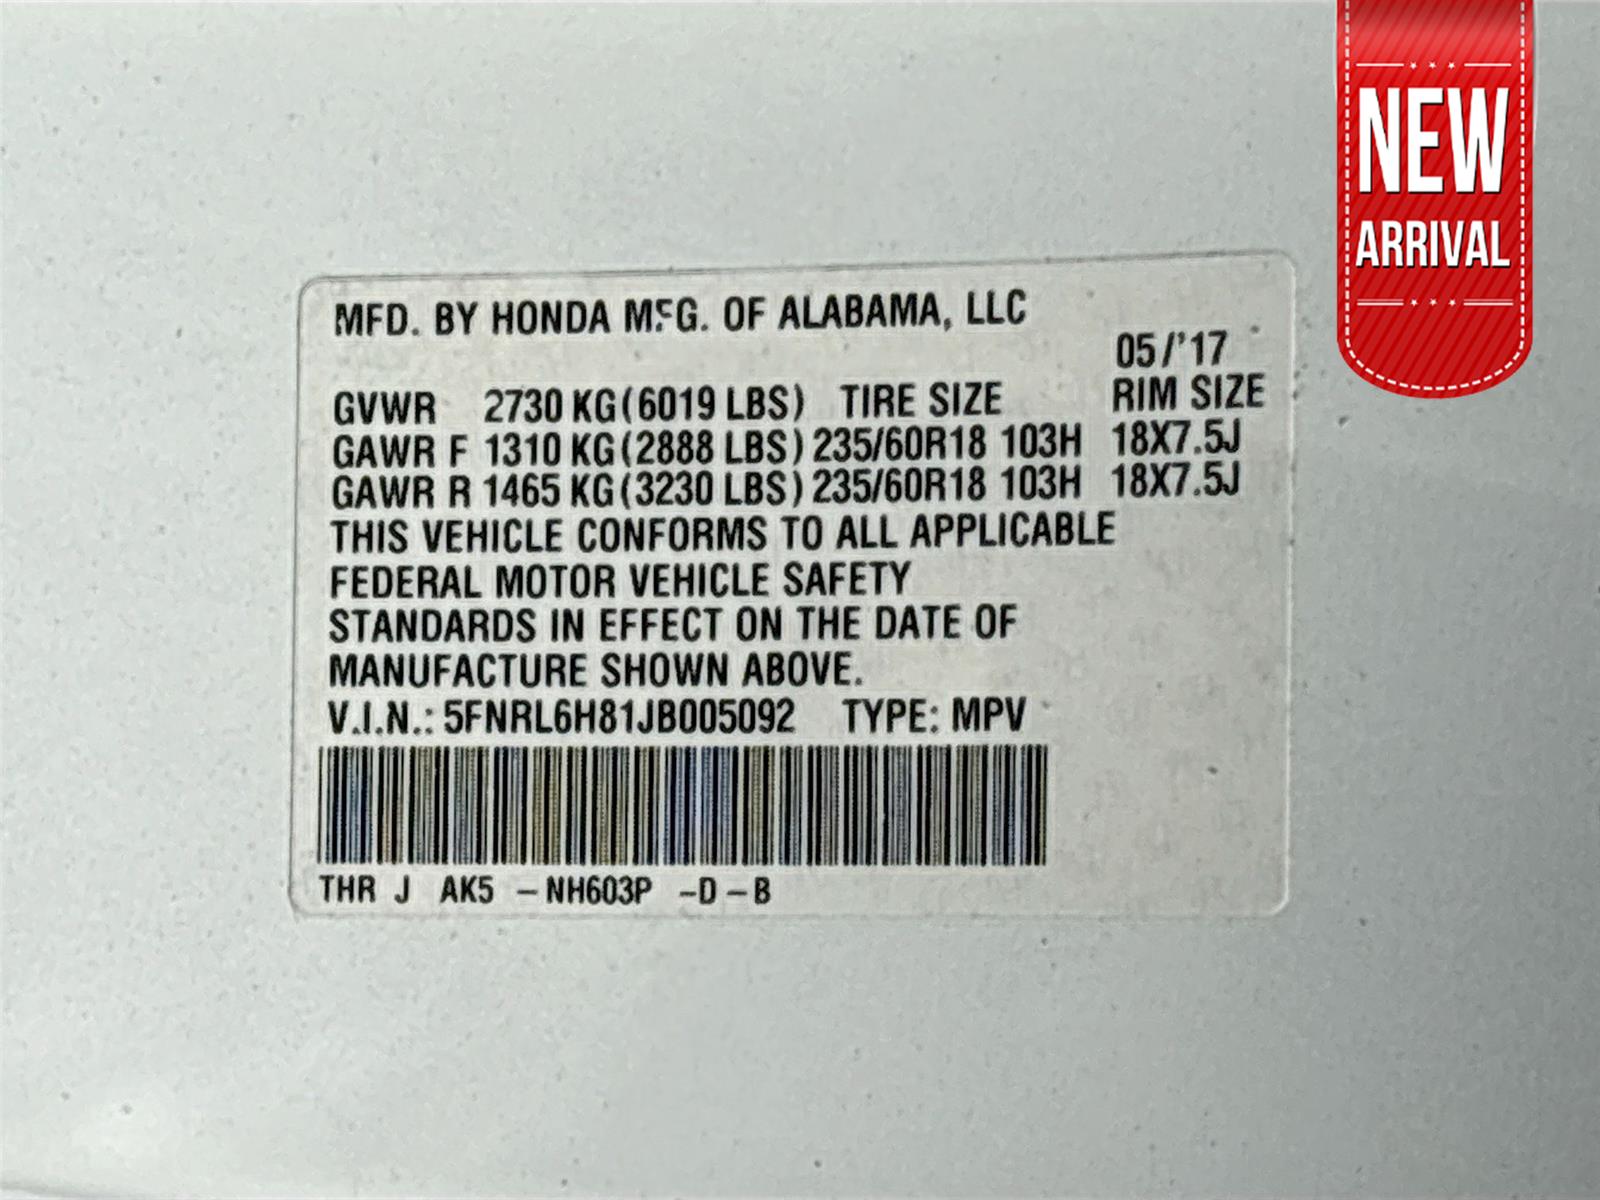 NEW
ARRIVAL
MFD. BY HONDA MFG. OF ALABAMA, LLC
05/'17
GVWR 2730 KG(6019 LBS) TIRE SIZE RIM SIZE
GAWR F 1310 KG(2888 LBS) 235/60R18 103H 18X7.5J
GAWR R 1465 KG(3230 LBS) 235/60R18 103H 18X7.5J
THIS VEHICLE CONFORMS TO ALL APPLICABLE
FEDERAL MOTOR VEHICLE SAFETY
STANDARDS IN EFFECT ON THE DATE OF
MANUFACTURE SHOWN ABOVE.
V.I.N.: 5FNRL6H81JB005092 TYPE: MPV
THR J AK5 -NH603P -D-B